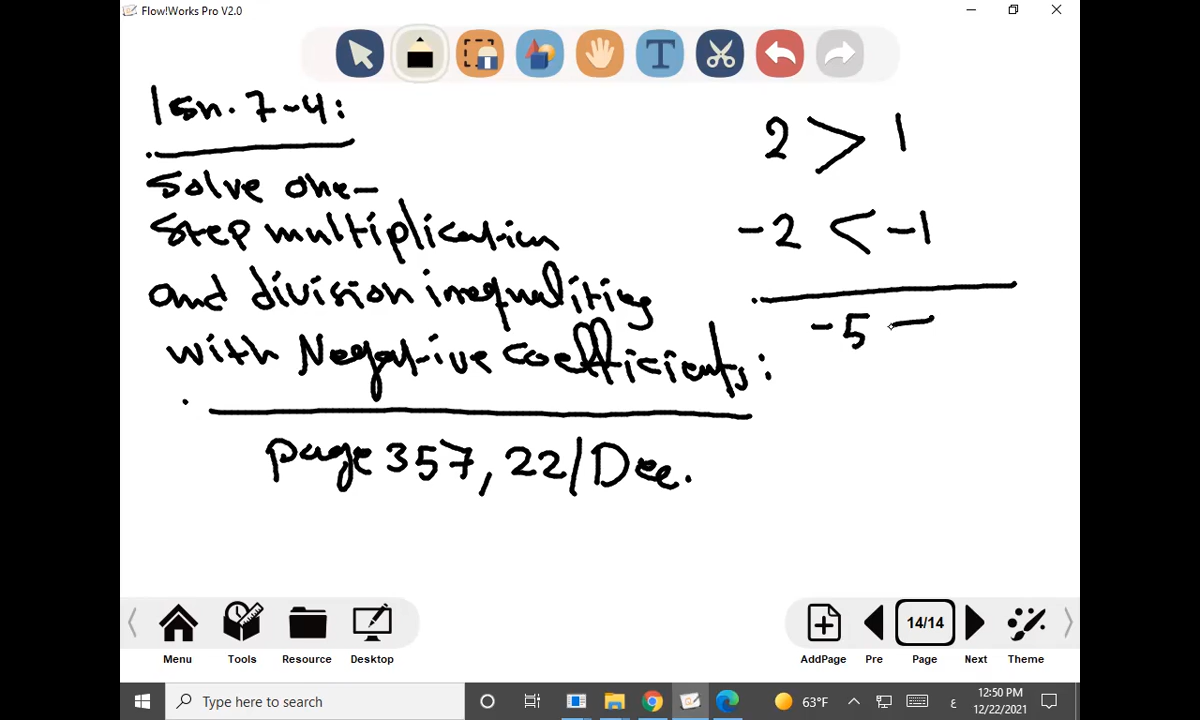 Flow!Works Pro V2.0
T
lsn. 7-4:
Solve one-
step multiplication
and division inequalities
with Negative coefficients:
page 357, 22/Dec.
2 > 1
-2 < -1
-5
Menu
Tools
Resource
Desktop
AddPage
Pre
14/14
Page
Next
Theme
Type here to search
63°F
ع
12:50 PM
12/22/2021